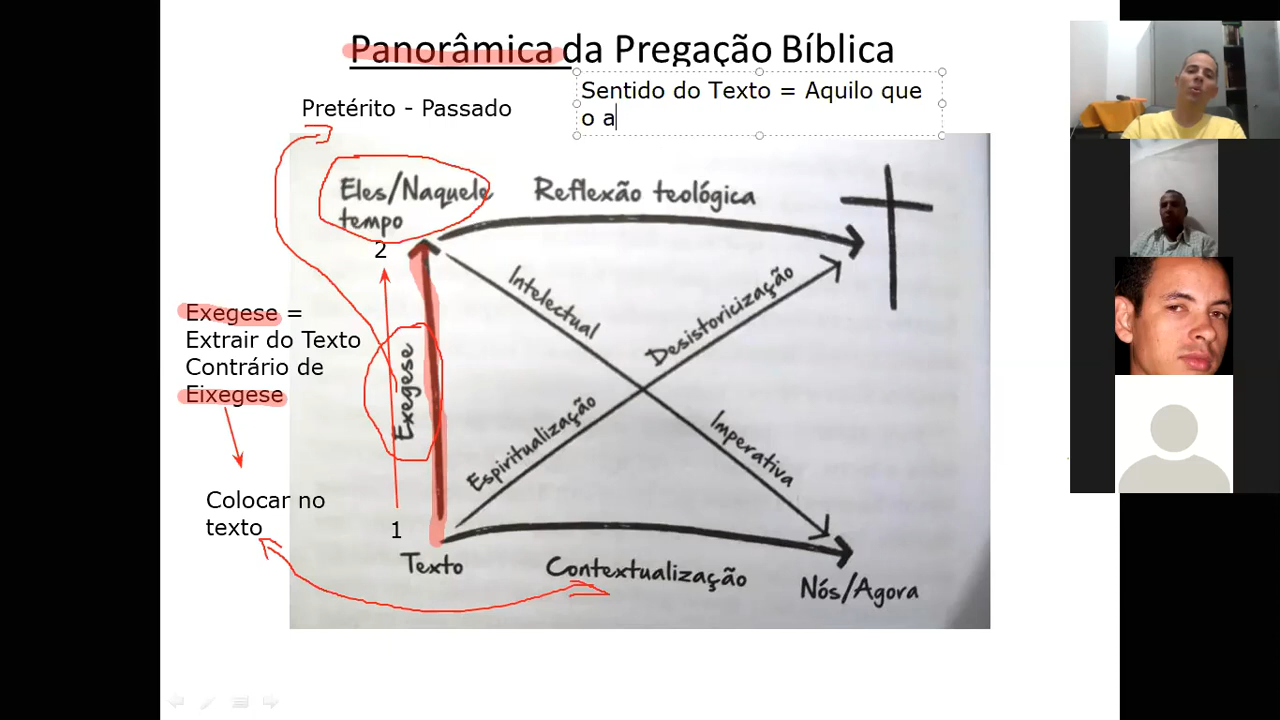 Panorâmica da Pregação Bíblica
Sentido do Texto = Aquilo que
o a
Pretérito - Passado
Eles/Naquele
tempo
Reflexão teológica
2
Intelectual
Desistoricização
Exegese =
Extrair do Texto
Contrário de
Eixegese
Exegese
Espiritualização
Imperativa
Colocar no
texto
1
Texto
Contextualização
Nós/Agora